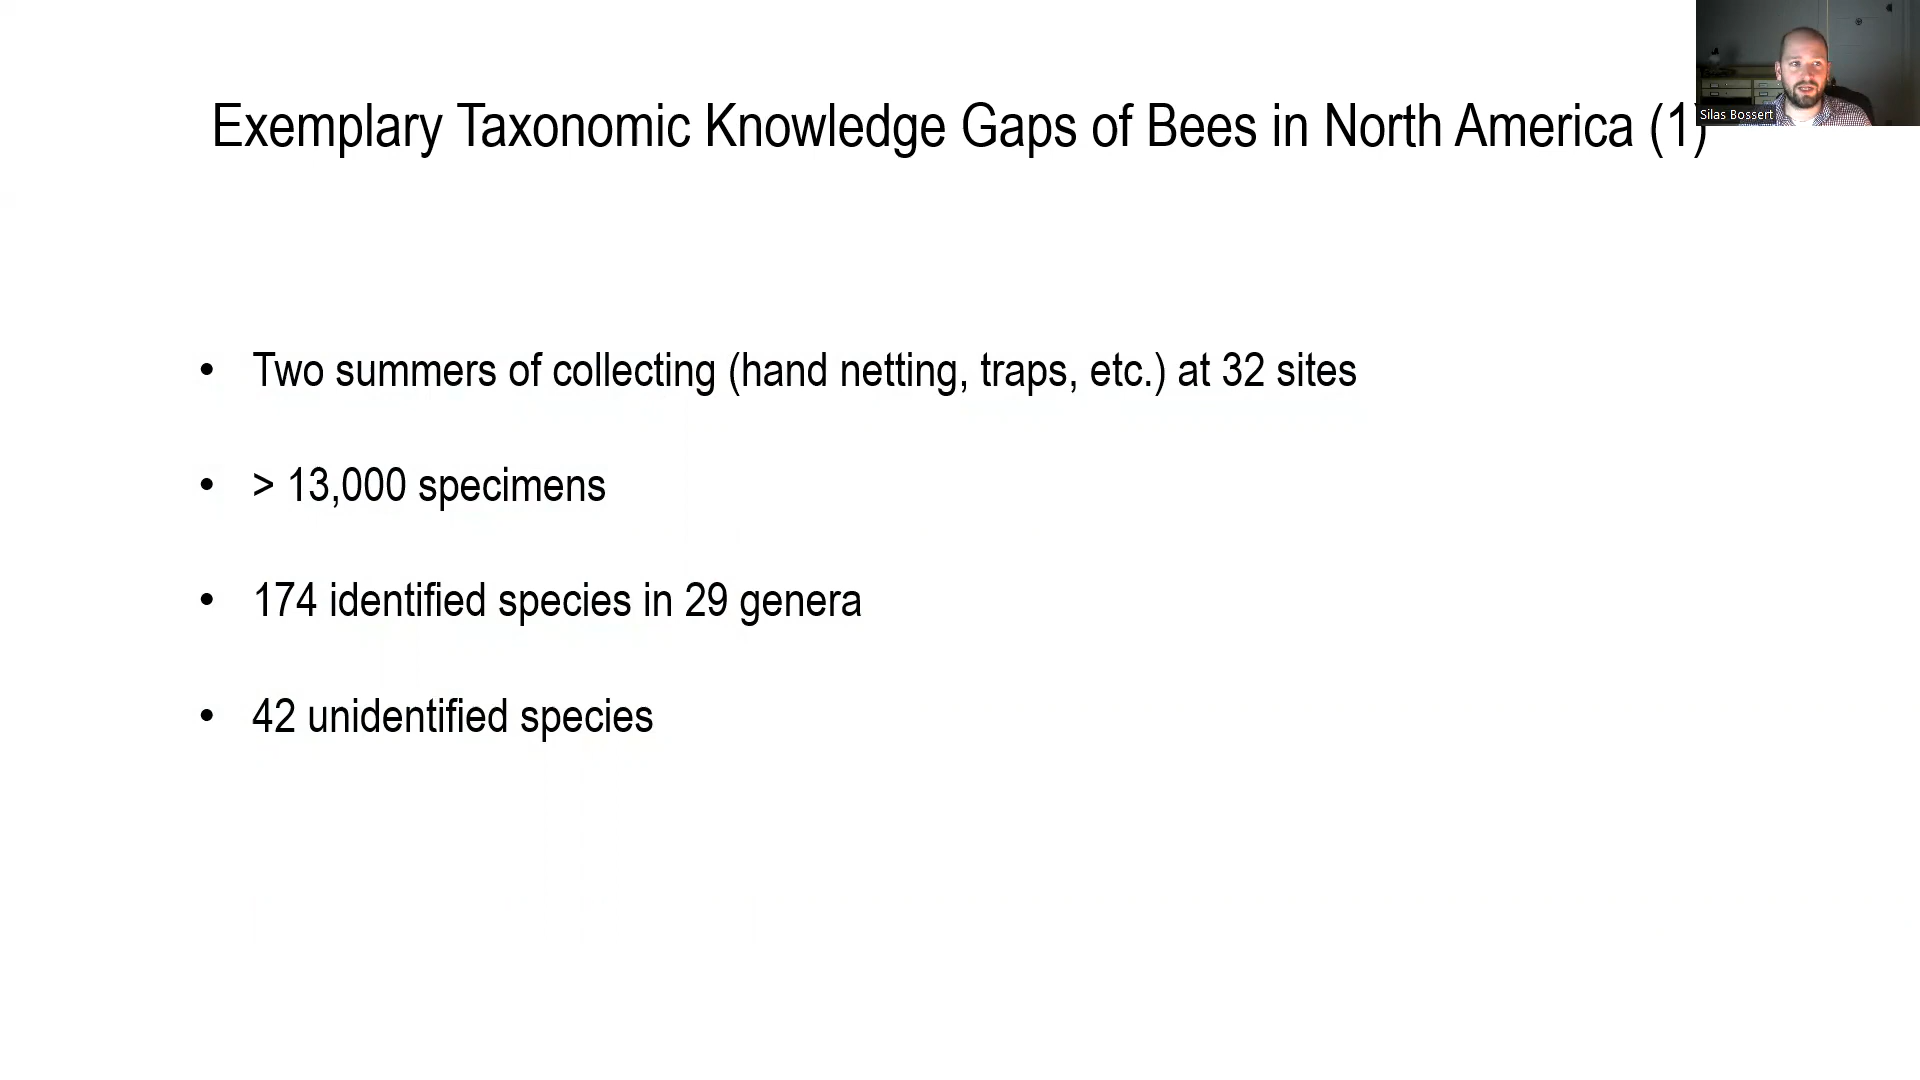 Exemplary Taxonomic Knowledge Gaps of Bees in North America (1)
Silas Bossert
• Two summers of collecting (hand netting, traps, etc.) at 32 sites
• > 13,000 specimens
• 174 identified species in 29 genera
• 42 unidentified species